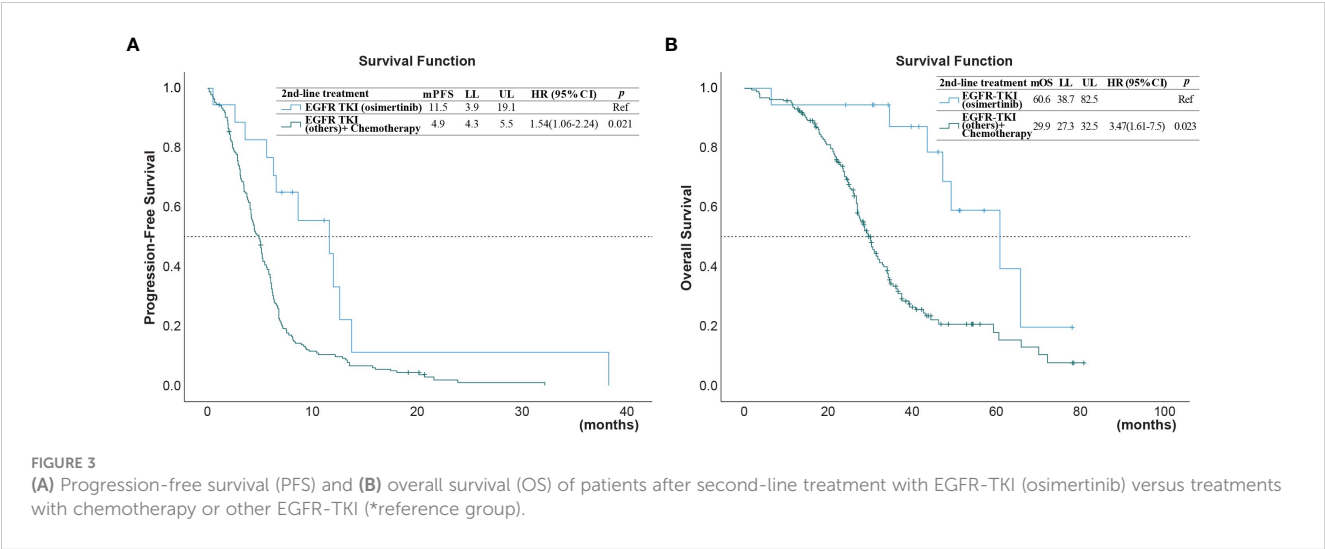 A
Survival Function
2nd-line treatment mPFS LL UL HR (95% CI) p
EGFR TKI (osimertinib) 11.5 3.9 19.1 Ref
EGFR TKI
(others)+ Chemotherapy 4.9 4.3 5.5 1.54(1.06-2.24) 0.021
Progression-Free Survival
1.0
0.8
0.6
0.4
0.2
0.0
0 10 20 30 40
(months)
B
Survival Function
2nd-line treatment mOS LL UL HR (95% CI) p
EGFR-TKI
(osimertinib) 60.6 38.7 82.5 Ref
EGFR-TKI
(others)+ 29.9 27.3 32.5 3.47(1.61-7.5) 0.023
Chemotherapy
Overall Survival
1.0
0.8
0.6
0.4
0.2
0.0
0 20 40 60 80 100
(months)
FIGURE 3
(A) Progression-free survival (PFS) and (B) overall survival (OS) of patients after second-line treatment with EGFR-TKI (osimertinib) versus treatments
with chemotherapy or other EGFR-TKI (*reference group).